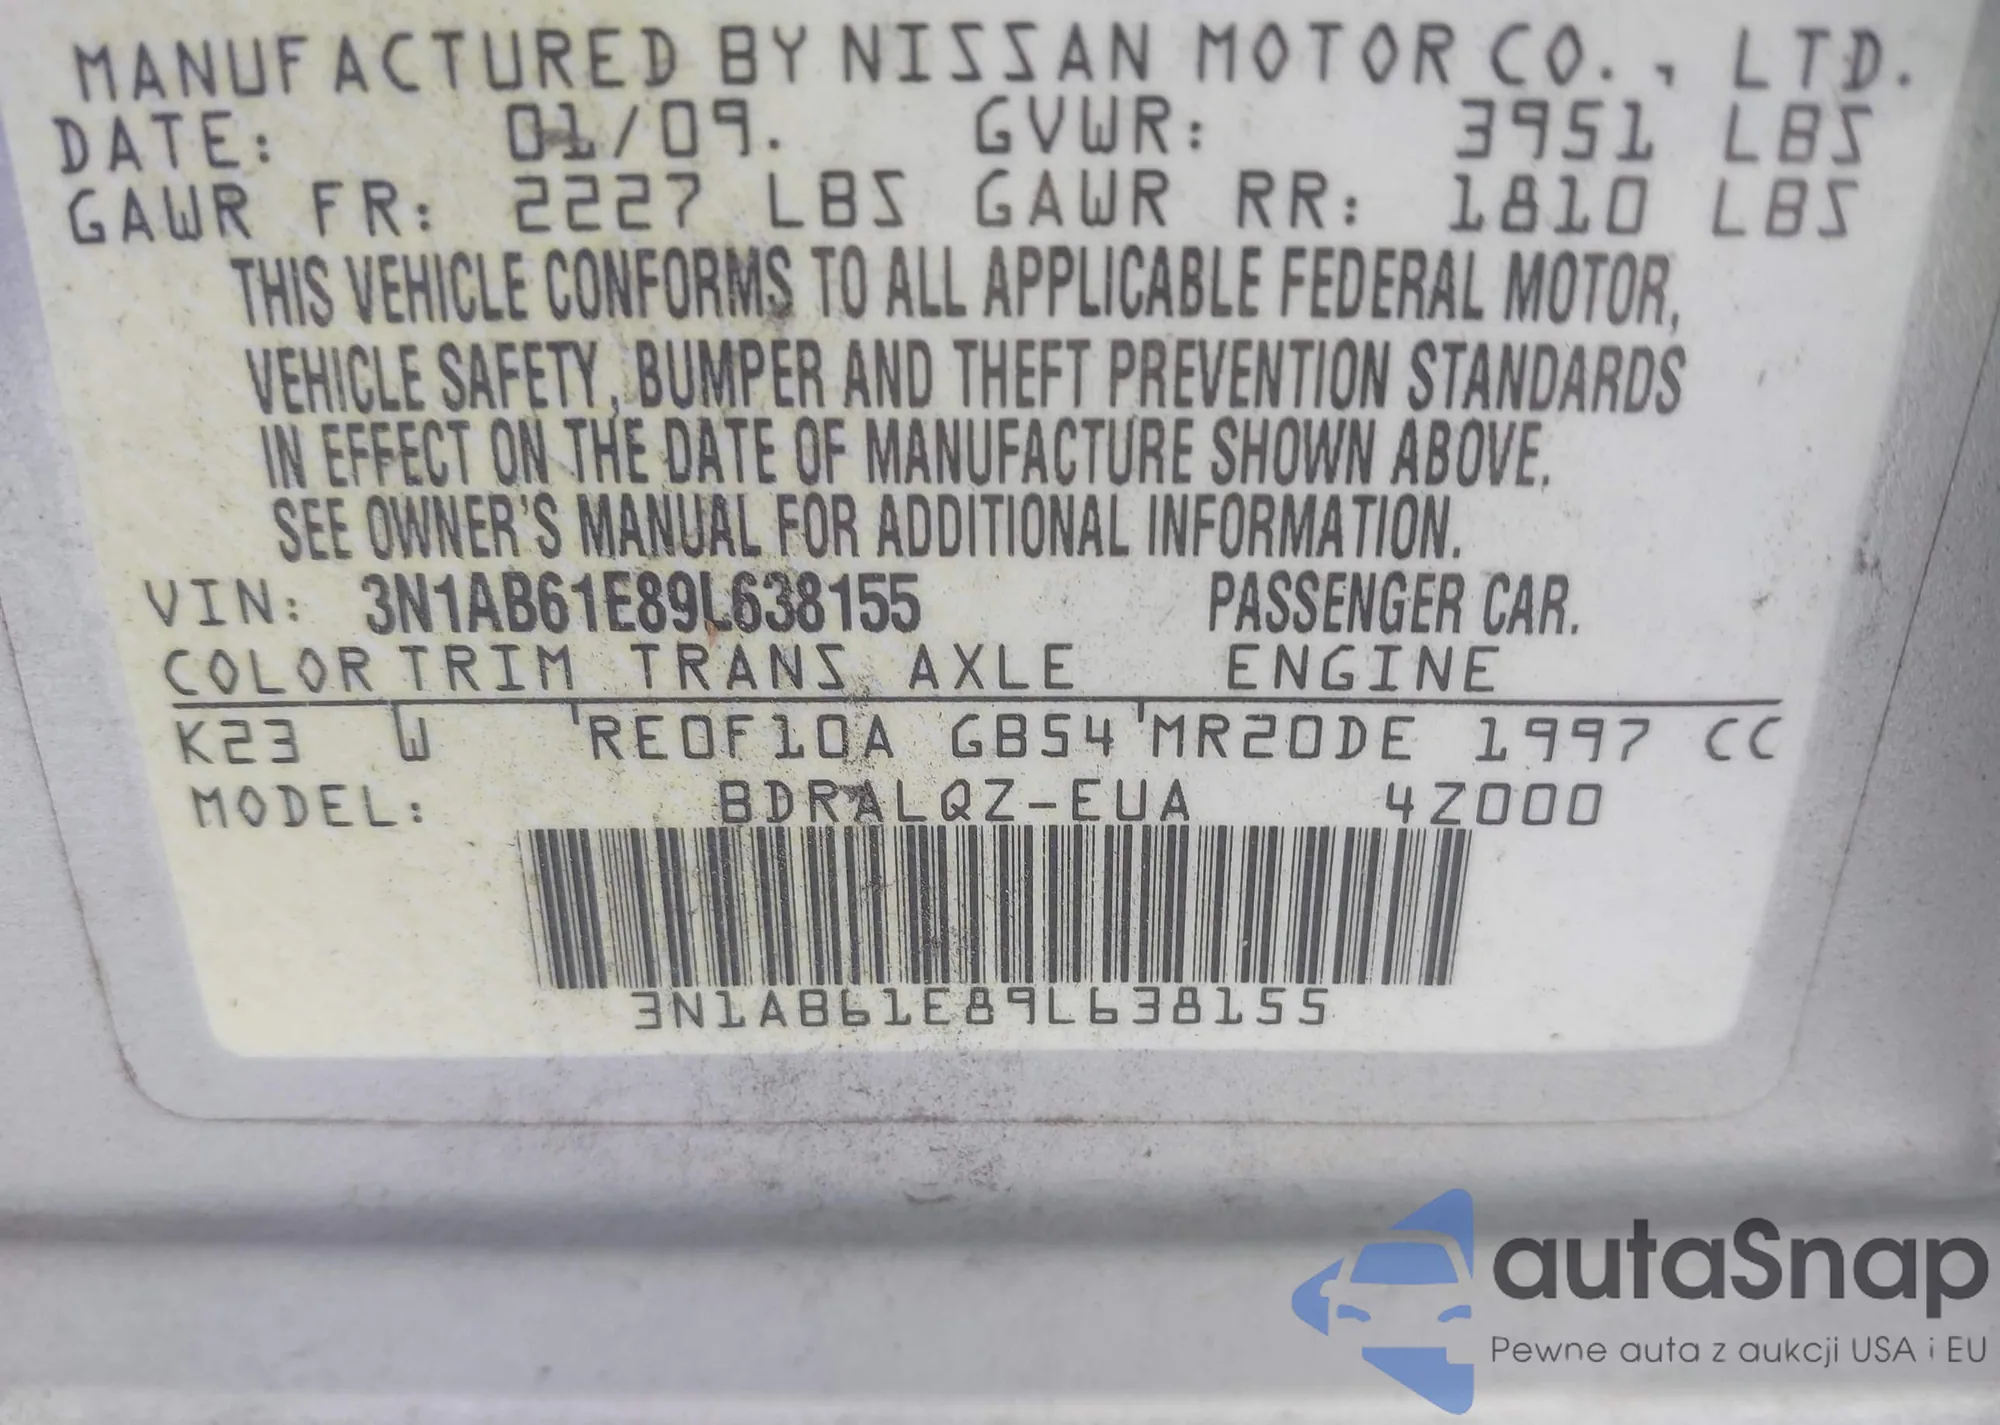 MANUFACTURED BY NISSAN MOTOR CO., LTD.
DATE: 01/09. GVWR: 3951 LBS
GAWR FR: 2227 LBS GAWR RR: 1810 LBS
THIS VEHICLE CONFORMS TO ALL APPLICABLE FEDERAL MOTOR,
VEHICLE SAFETY, BUMPER AND THEFT PREVENTION STANDARDS
IN EFFECT ON THE DATE OF MANUFACTURE SHOWN ABOVE.
SEE OWNER'S MANUAL FOR ADDITIONAL INFORMATION.
VIN: 3N1AB61E89L638155 PASSENGER CAR.
COLOR TRIM TRANS AXLE ENGINE
K23 W 'RE0F10A GB54 'MR20DE 1997 CC
MODEL: BDRALQZ-EUA 4Z000
3N1AB61E89L638155
autaSnap
Pewne auta z aukcji USA i EU